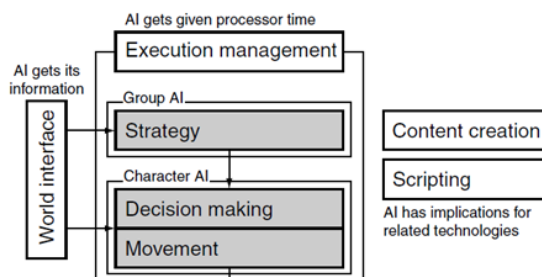 AI gets given processor time
Execution management
AI gets its
information
World interface
Group AI
Strategy
Character AI
Decision making
Movement
Content creation
Scripting
AI has implications for
related technologies